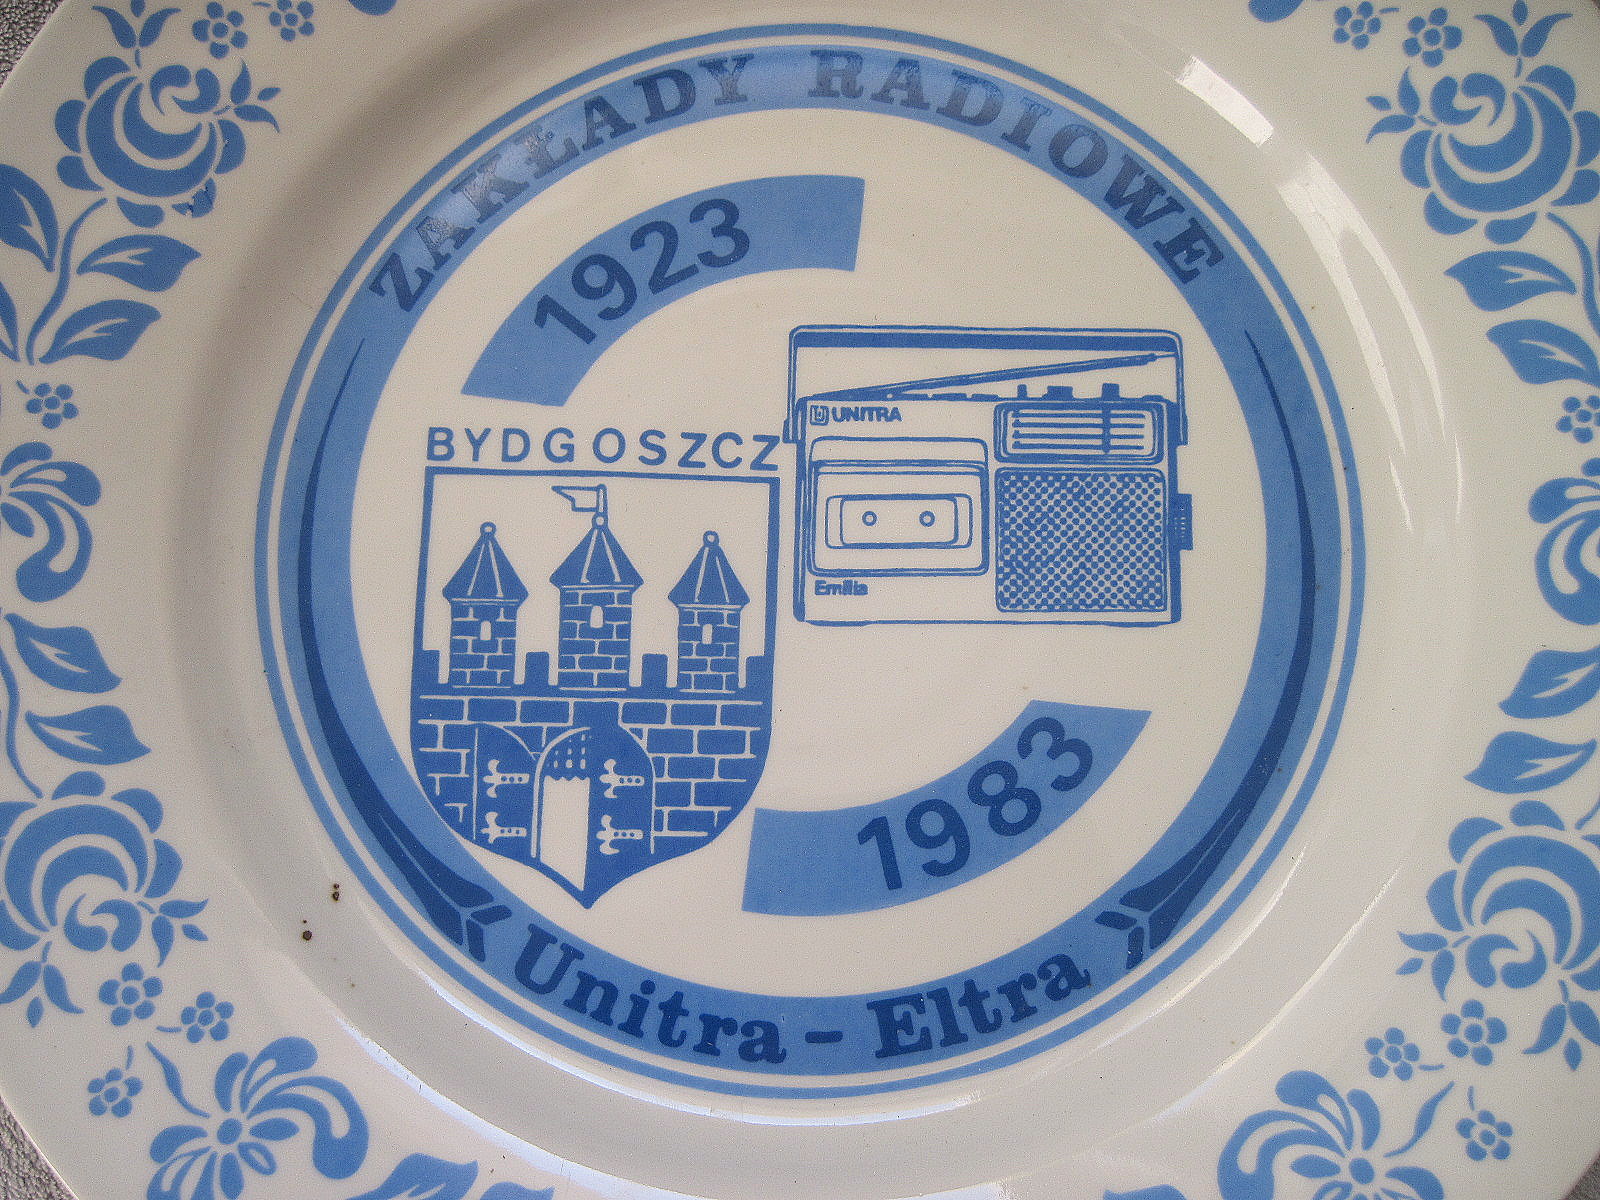 ZAKŁADY RADIOWE
1923
BYDGOSZCZ
UNITRA
Emilia
1983
Unitra – Eltra